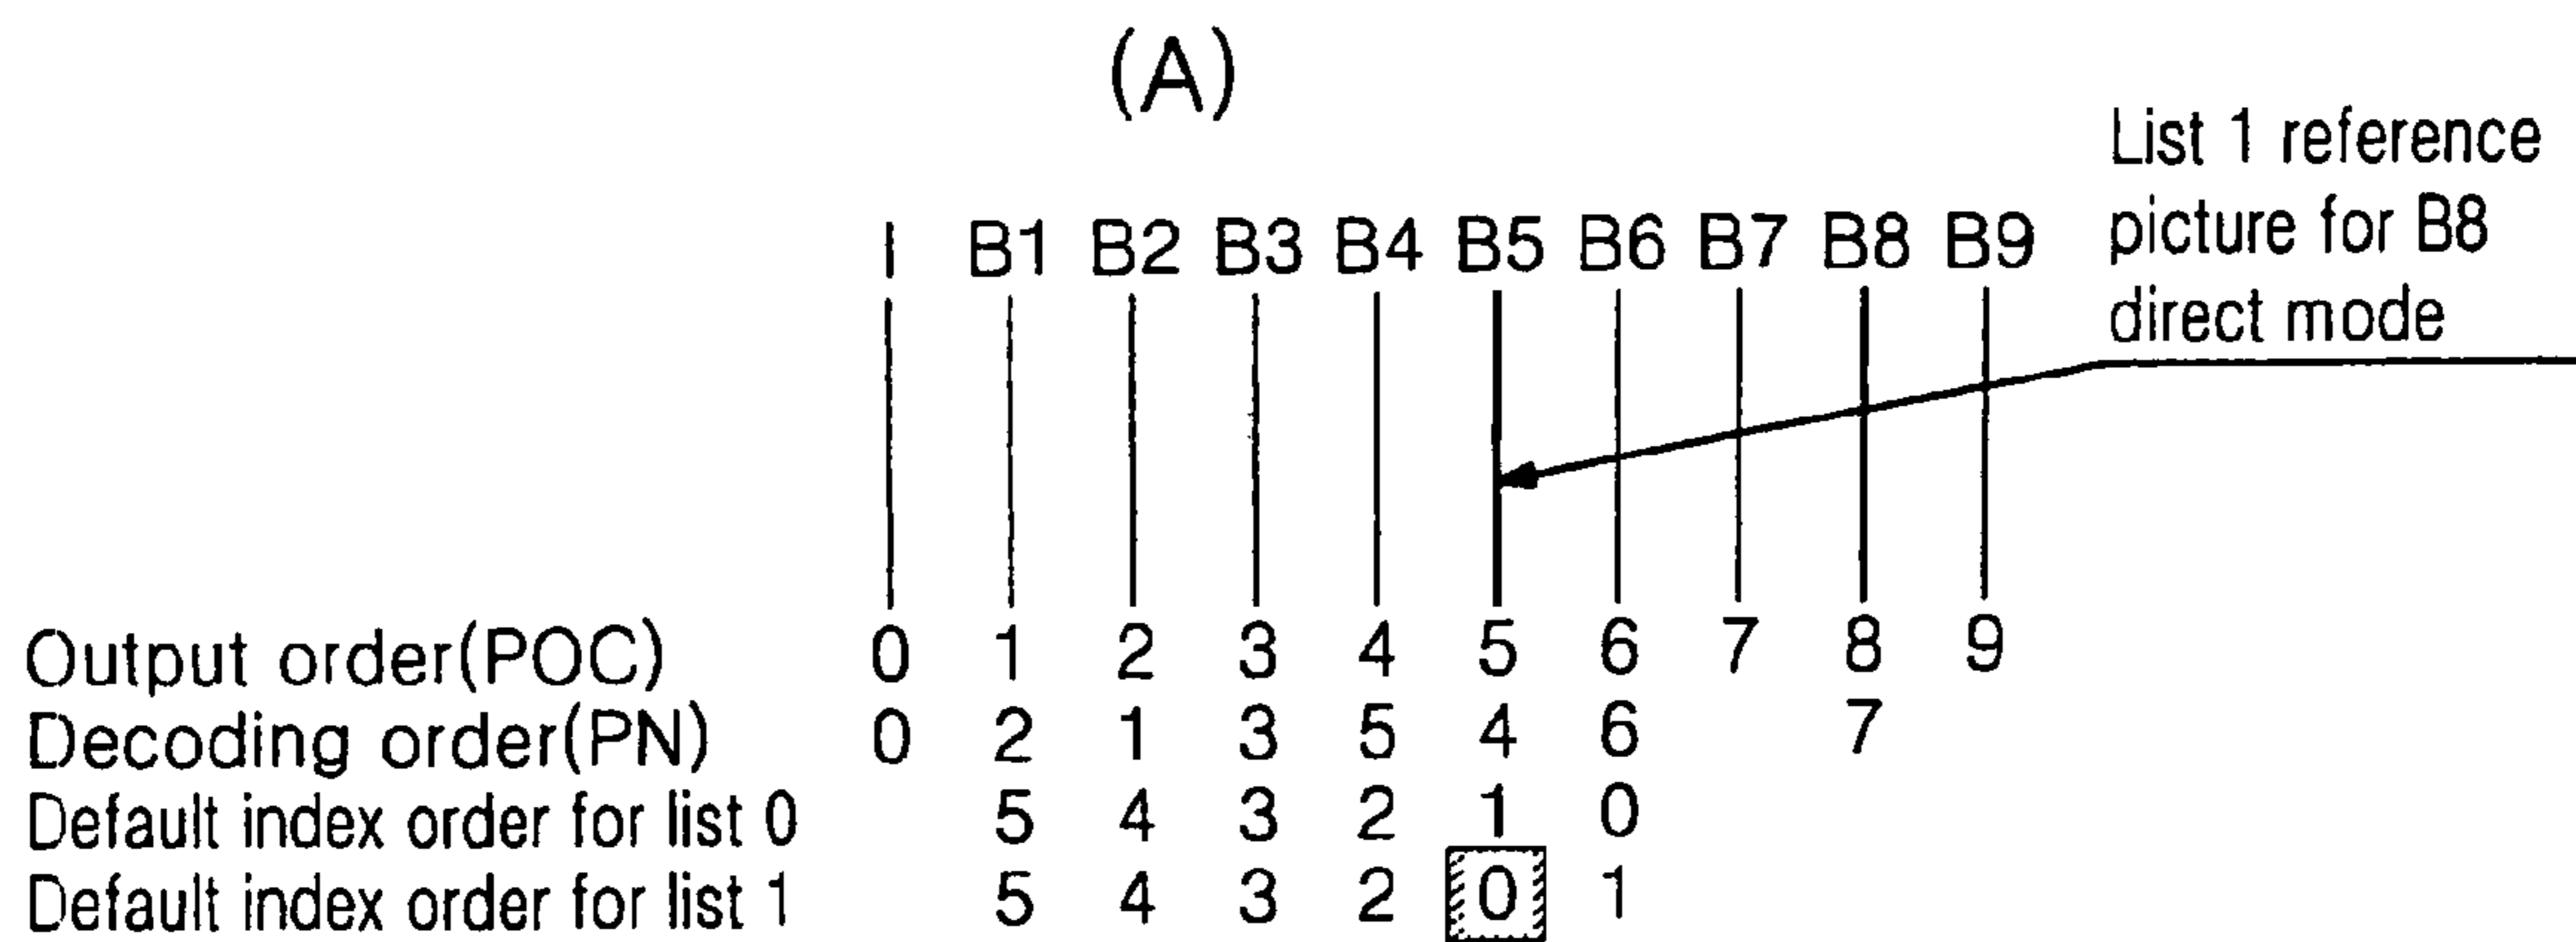 (A)
List 1 reference
picture for B8
direct mode
I B1 B2 B3 B4 B5 B6 B7 B8 B9
Output order(POC) 0 1 2 3 4 5 6 7 8 9
Decoding order(PN) 0 2 1 3 5 4 6 7
Default index order for list 0 5 4 3 2 1 0
Default index order for list 1 5 4 3 2 0 1